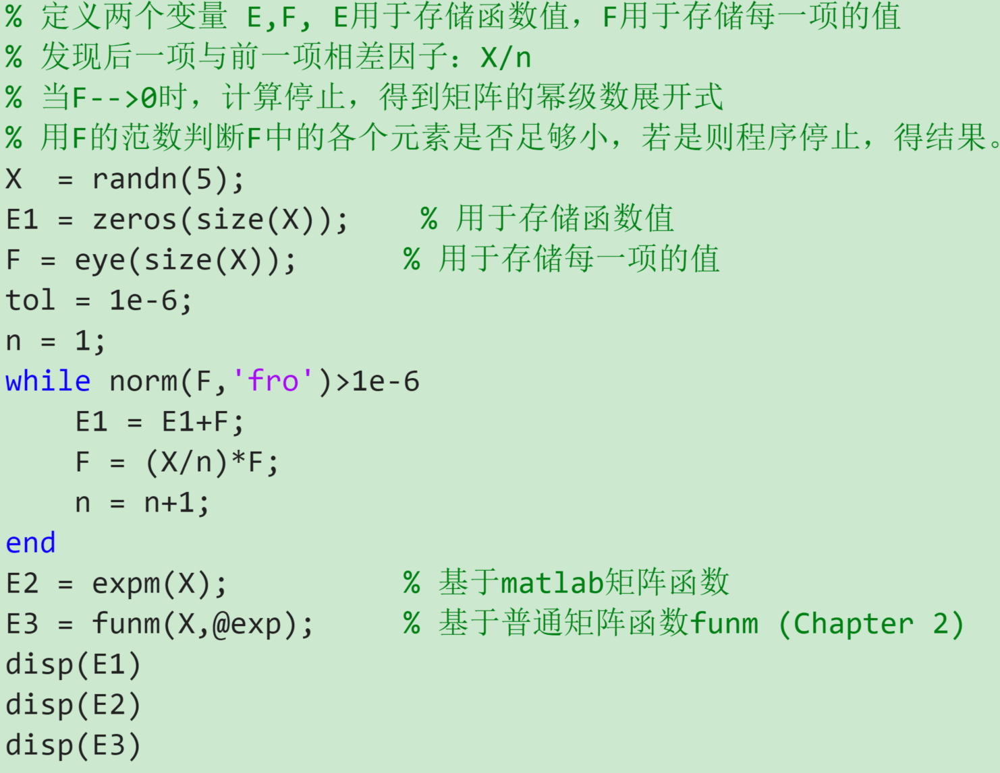 % 定义两个变量 E,F, E用于存储函数值，F用于存储每一项的值
% 发现后一项与前一项相差因子：X/n
% 当F-->0时，计算停止，得到矩阵的幂级数展开式
% 用F的范数判断F中的各个元素是否足够小，若是则程序停止，得结果。
X  = randn(5);
E1 = zeros(size(X));    % 用于存储函数值
F = eye(size(X));      % 用于存储每一项的值
tol = 1e-6;
n = 1;
while norm(F,'fro')>1e-6
    E1 = E1+F;
    F = (X/n)*F;
    n = n+1;
end
E2 = expm(X);          % 基于matlab矩阵函数
E3 = funm(X,@exp);     % 基于普通矩阵函数funm (Chapter 2)
disp(E1)
disp(E2)
disp(E3)